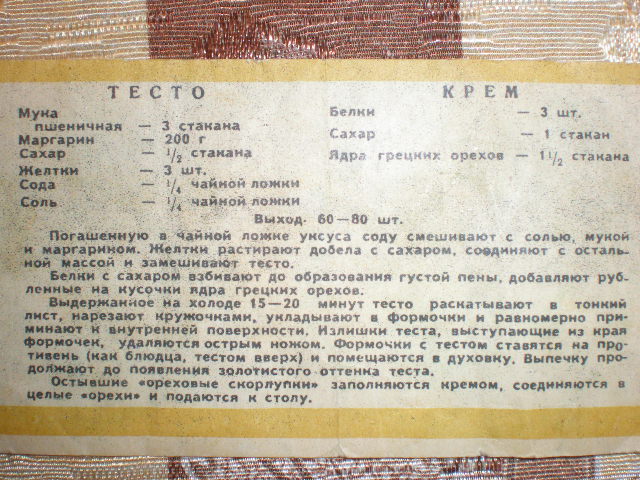 ТЕСТО
Мука
пшеничная — 3 стакана
Маргарин — 200 г
Сахар — 1/2 стакана
Желтки — 3 шт.
Сода — 1/4 чайной ложки
Соль — 1/4 чайной ложки
КРЕМ
Белки — 3 шт.
Сахар — 1 стакан
Ядра грецких орехов — 1 1/2 стакана
Выход. 60—80 шт.
Погашенную в чайной ложке уксуса соду смешивают с солью, мукой
и маргарином. Желтки растирают добела с сахаром, соединяют с осталь-
ной массой и замешивают тесто.
Белки с сахаром взбивают до образования густой пены, добавляют руб-
ленные на кусочки ядра грецких орехов.
Выдержанное на холоде 15—20 минут тесто раскатывают в тонкий
лист, нарезают кружочками, укладывают в формочки и равномерно при-
минают к внутренней поверхности. Излишки теста, выступающие из края
формочек, удаляются острым ножом. Формочки с тестом ставятся на про-
тивень (как блюдца, тестом вверх) и помещаются в духовку. Выпечку про-
должают до появления золотистого оттенка теста.
Остывшие «ореховые скорлупки» заполняются кремом, соединяются в
целые «орехи» и подаются к столу.